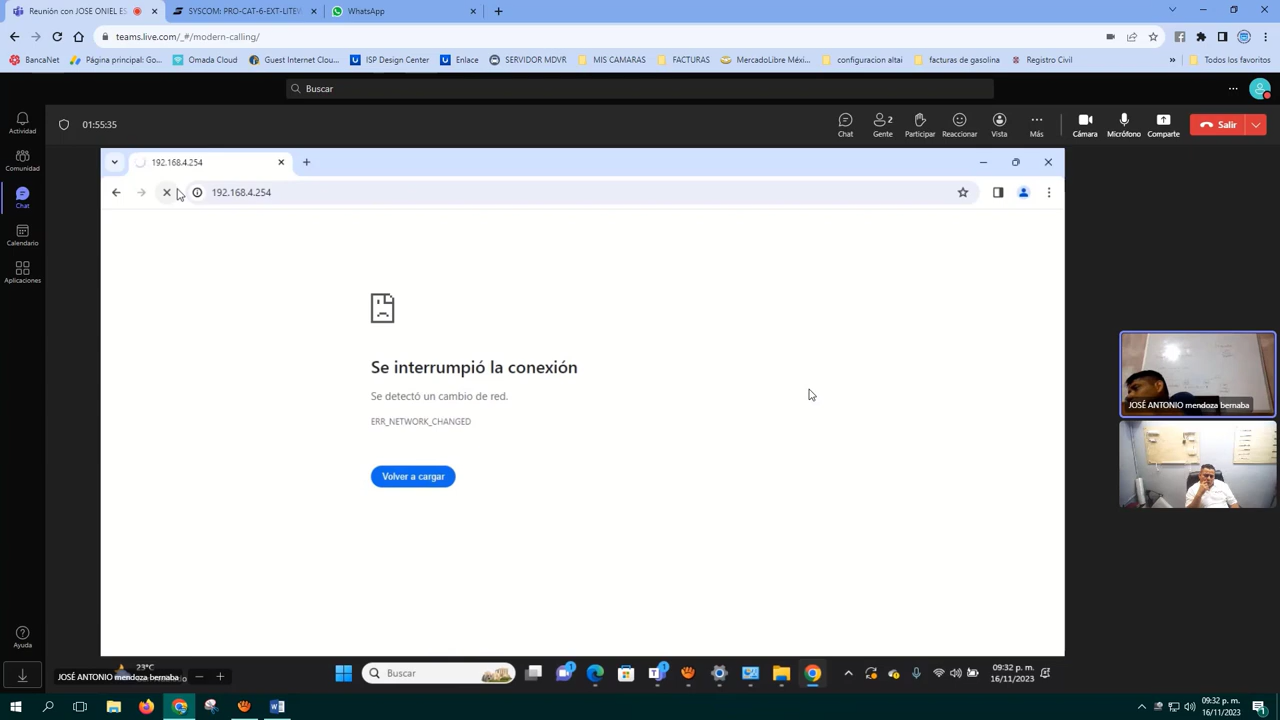 Reunión con JOSE ONIEL ES
SYSCOM: PRO-CAT-6-EXT-LITEW
WhatsApp
teams.live.com/_#/modern-calling/
BancaNet
Página principal: Go...
Omada Cloud
Guest Internet Clou...
ISP Design Center
Enlace
SERVIDOR MDVR
MIS CAMARAS
FACTURAS
MercadoLibre Méxi...
configuracion altai
facturas de gasolina
Registro Civil
Todos los favoritos
Buscar
Actividad
Comunidad
Chat
Calendario
Aplicaciones
Ayuda
01:55:35
Chat
2
Gente
Participar
Reaccionar
Vista
Más
Cámara
Micrófono
Comparte
Salir
192.168.4.254
192.168.4.254
Se interrumpió la conexión
Se detectó un cambio de red.
ERR_NETWORK_CHANGED
Volver a cargar
JOSÉ ANTONIO mendoza bernaba
23°C
JOSÉ ANTONIO mendoza bernaba
Buscar
09:32 p. m.
16/11/2023
09:32 p. m.
16/11/2023